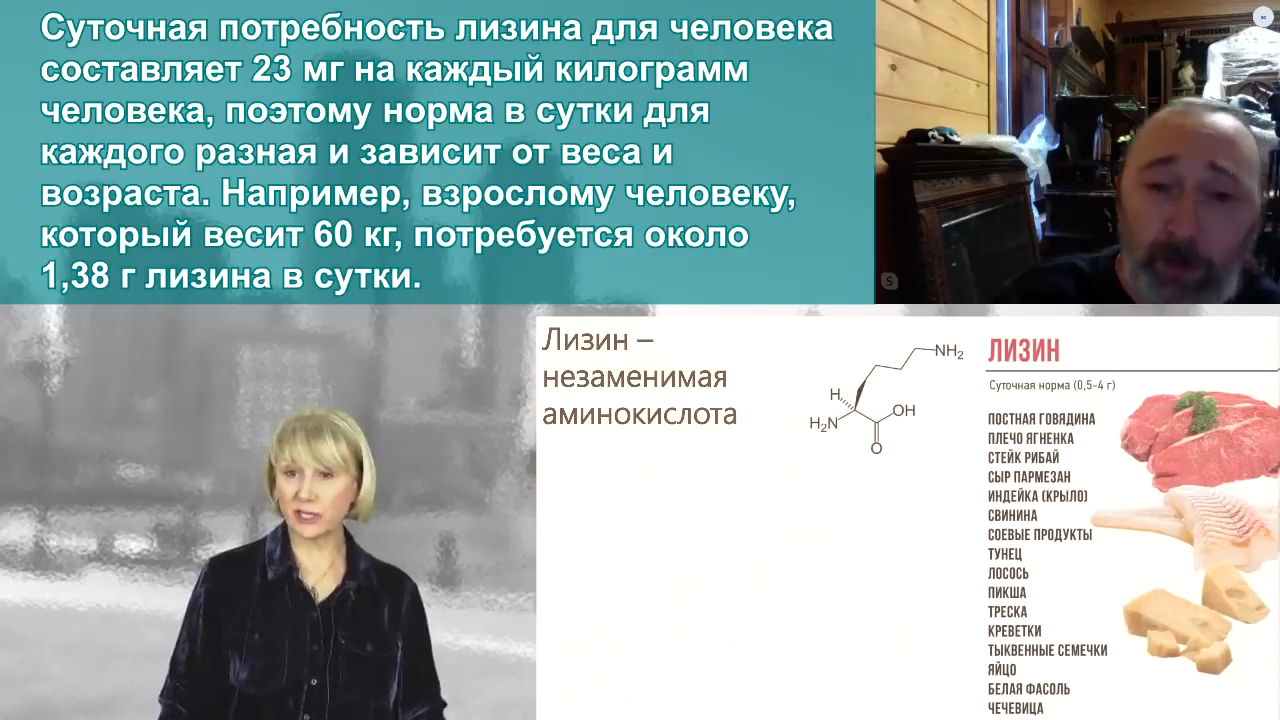 Суточная потребность лизина для человека
составляет 23 мг на каждый килограмм
человека, поэтому норма в сутки для
каждого разная и зависит от веса и
возраста. Например, взрослому человеку,
который весит 60 кг, потребуется около
1,38 г лизина в сутки.
S
Лизин –
незаменимая
аминокислота
NH₂
H
H₂N
OH
O
ЛИЗИН
Суточная норма (0,5-4 г)
ПОСТНАЯ ГОВЯДИНА
ПЛЕЧО ЯГНЕНКА
СТЕЙК РИБАЙ
СЫР ПАРМЕЗАН
ИНДЕЙКА (КРЫЛО)
СВИНИНА
СОЕВЫЕ ПРОДУКТЫ
ТУНЕЦ
ЛОСОСЬ
ПИКША
ТРЕСКА
КРЕВЕТКИ
ТЫКВЕННЫЕ СЕМЕЧКИ
ЯЙЦО
БЕЛАЯ ФАСОЛЬ
ЧЕЧЕВИЦА